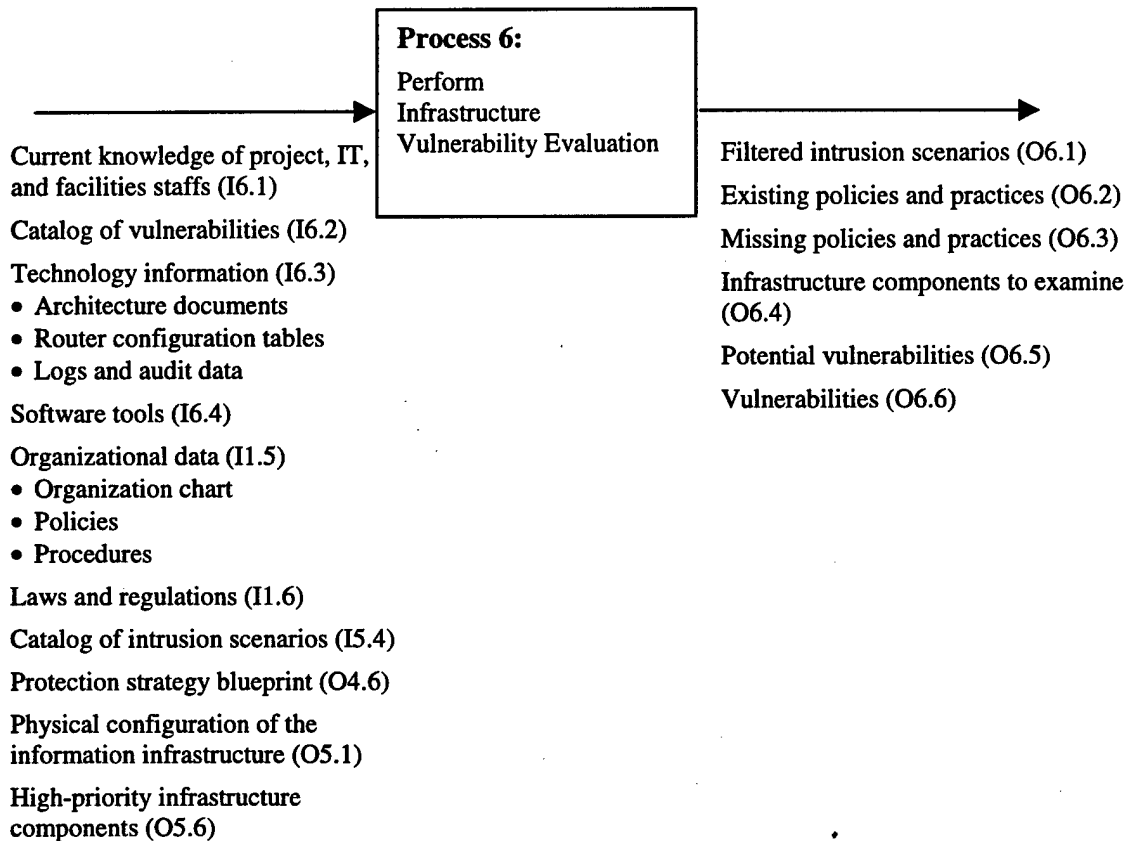 Process 6:
Perform
Infrastructure
Vulnerability Evaluation
Current knowledge of project, IT,
and facilities staffs (I6.1)
Catalog of vulnerabilities (I6.2)
Technology information (I6.3)
• Architecture documents
• Router configuration tables
• Logs and audit data
Software tools (I6.4)
Organizational data (I1.5)
• Organization chart
• Policies
• Procedures
Laws and regulations (I1.6)
Catalog of intrusion scenarios (I5.4)
Protection strategy blueprint (O4.6)
Physical configuration of the
information infrastructure (O5.1)
High-priority infrastructure
components (O5.6)
Filtered intrusion scenarios (O6.1)
Existing policies and practices (O6.2)
Missing policies and practices (O6.3)
Infrastructure components to examine
(O6.4)
Potential vulnerabilities (O6.5)
Vulnerabilities (O6.6)